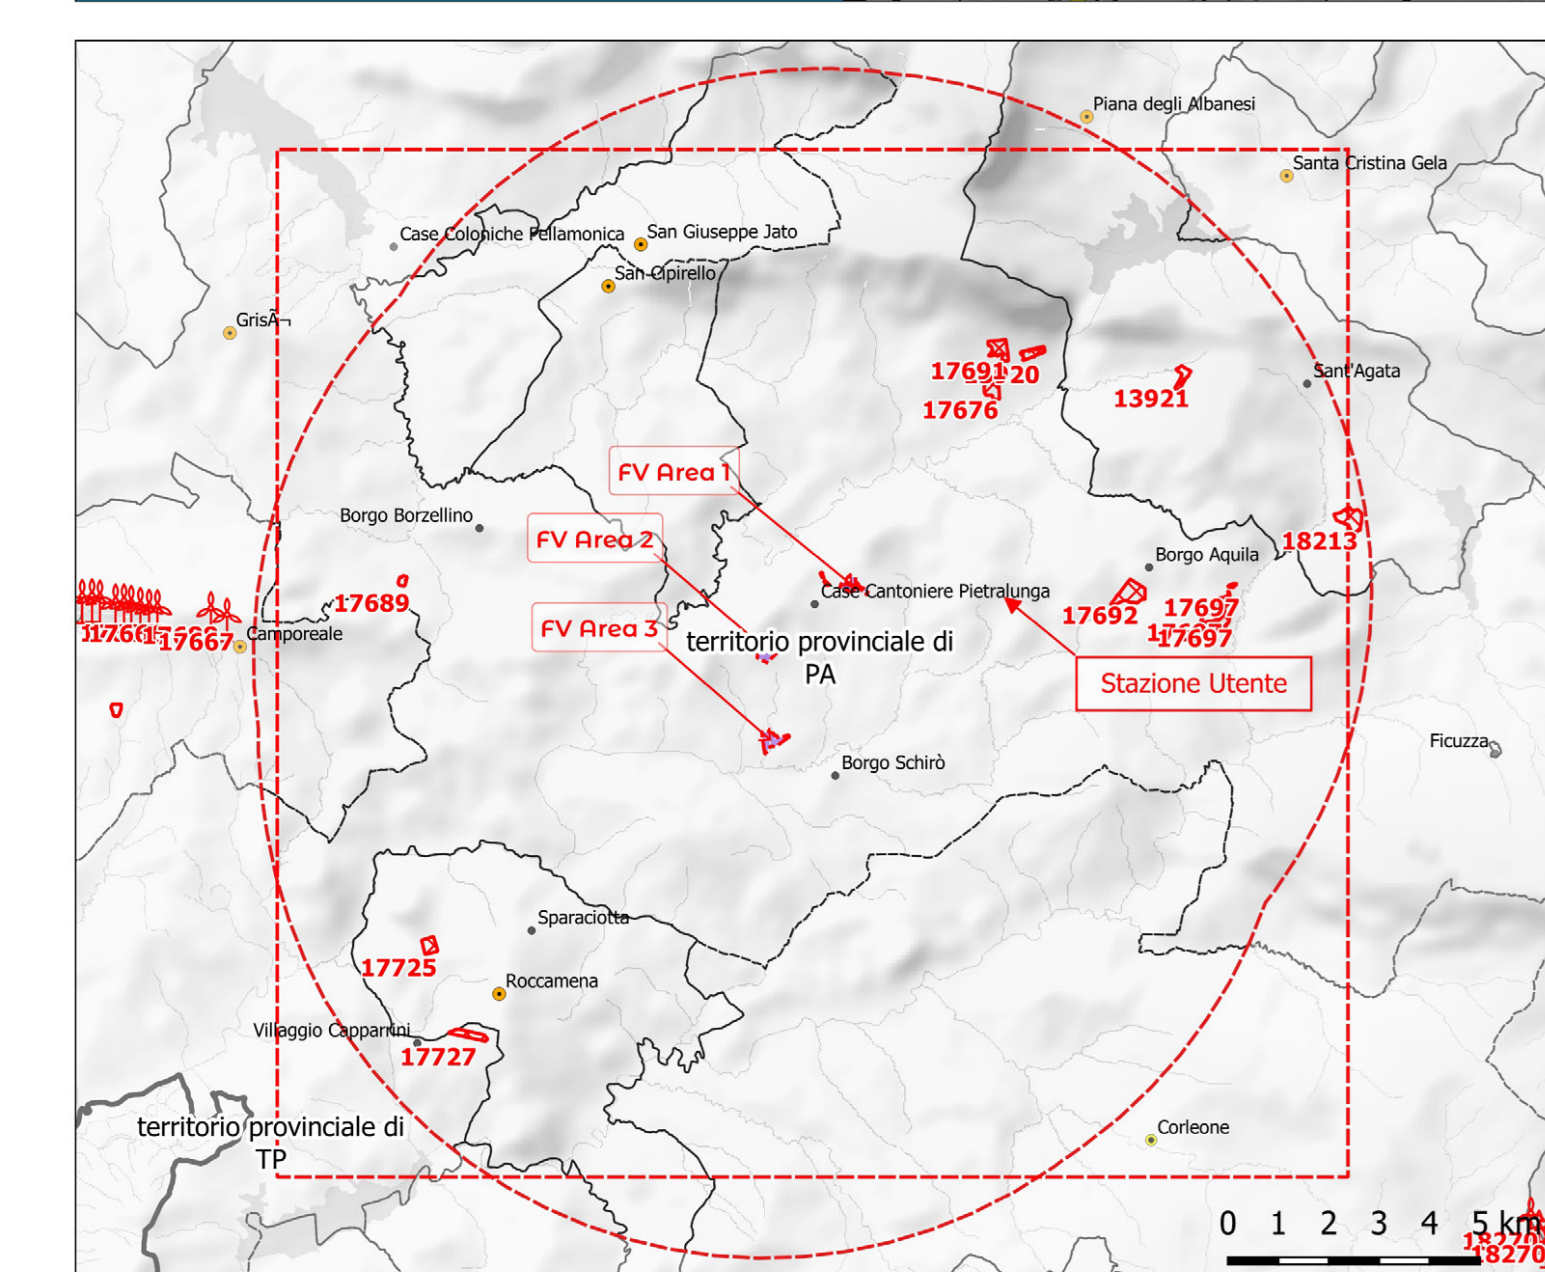 Piana degli Albanesi
Santa Cristina Gela
Case Coloniche Pellamonica
San Giuseppe Jato
San Cipirello
GrisÃ¬
17691
17676
13921
Sant'Agata
FV Area 1
Borgo Borzellino
FV Area 2
18213
Borgo Aquila
Case Cantoniere Pietralunga
17689
17692
17697
17697
FV Area 3
17667
Camporeale
territorio provinciale di
PA
Stazione Utente
Ficuzza
Borgo Schirò
Sparaciotta
17725
Roccamena
Villaggio Capparrini
17727
territorio provinciale di
TP
Corleone
0 1 2 3 4 5 km
18270
18270